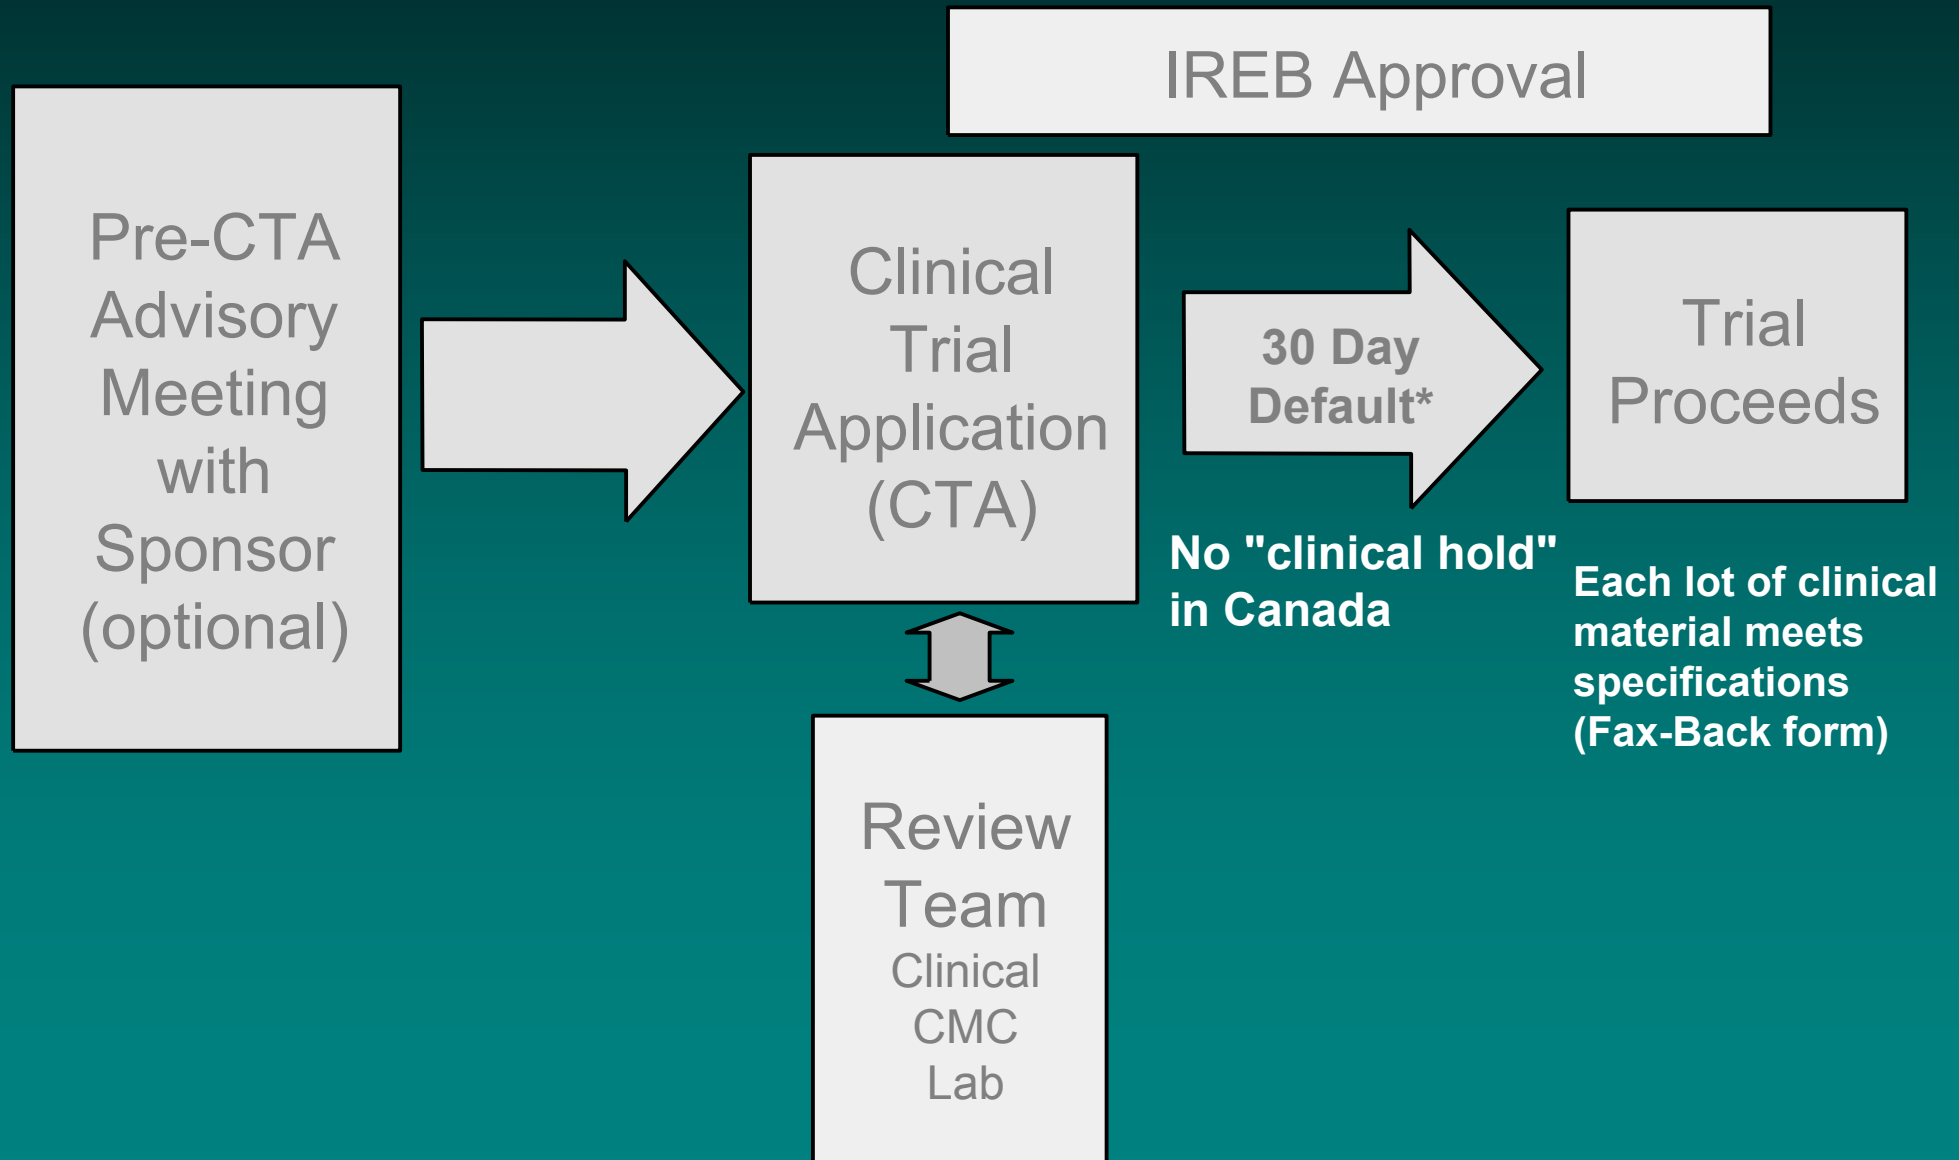 IREB Approval
Pre-CTA
Advisory
Meeting
with
Sponsor
(optional)
Clinical
Trial
Application
(CTA)
30 Day
Default*
Trial
Proceeds
No "clinical hold"
in Canada
Each lot of clinical
material meets
specifications
(Fax-Back form)
Review
Team
Clinical
CMC
Lab